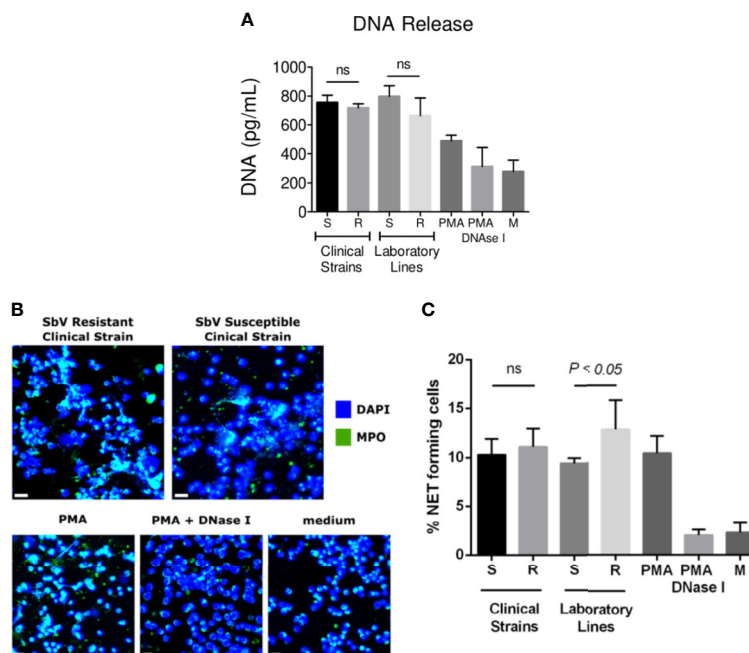 A
DNA Release
ns
ns
DNA (pg/mL)
1000
800
600
400
200
0
S
R
S
R
PMA
PMA
M
DNAse I
Clinical
Strains
Laboratory
Lines
B
SbV Resistant
Clinical Strain
SbV Susceptible
Cinical Strain
DAPI
MPO
PMA
PMA + DNase I
medium
C
ns
P < 0.05
% NET forming cells
20
15
10
5
0
S
R
S
R
PMA
PMA
M
DNase I
Clinical
Strains
Laboratory
Lines